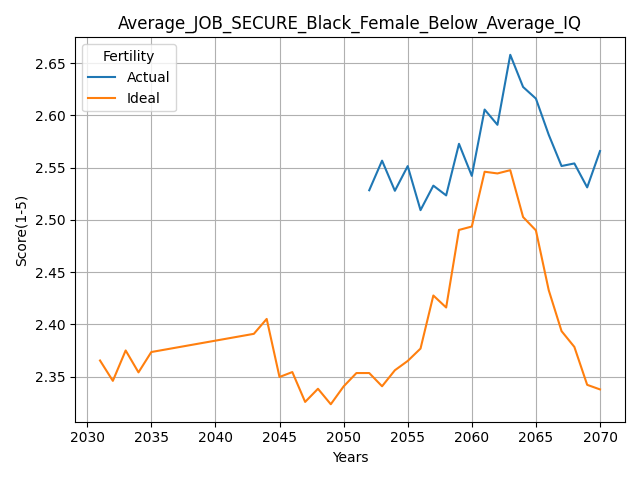 Average_JOB_SECURE_Black_Female_Below_Average_IQ
Fertility
Actual
Ideal
Score(1-5)
2.65
2.60
2.55
2.50
2.45
2.40
2.35
2030 2035 2040 2045 2050 2055 2060 2065 2070
Years